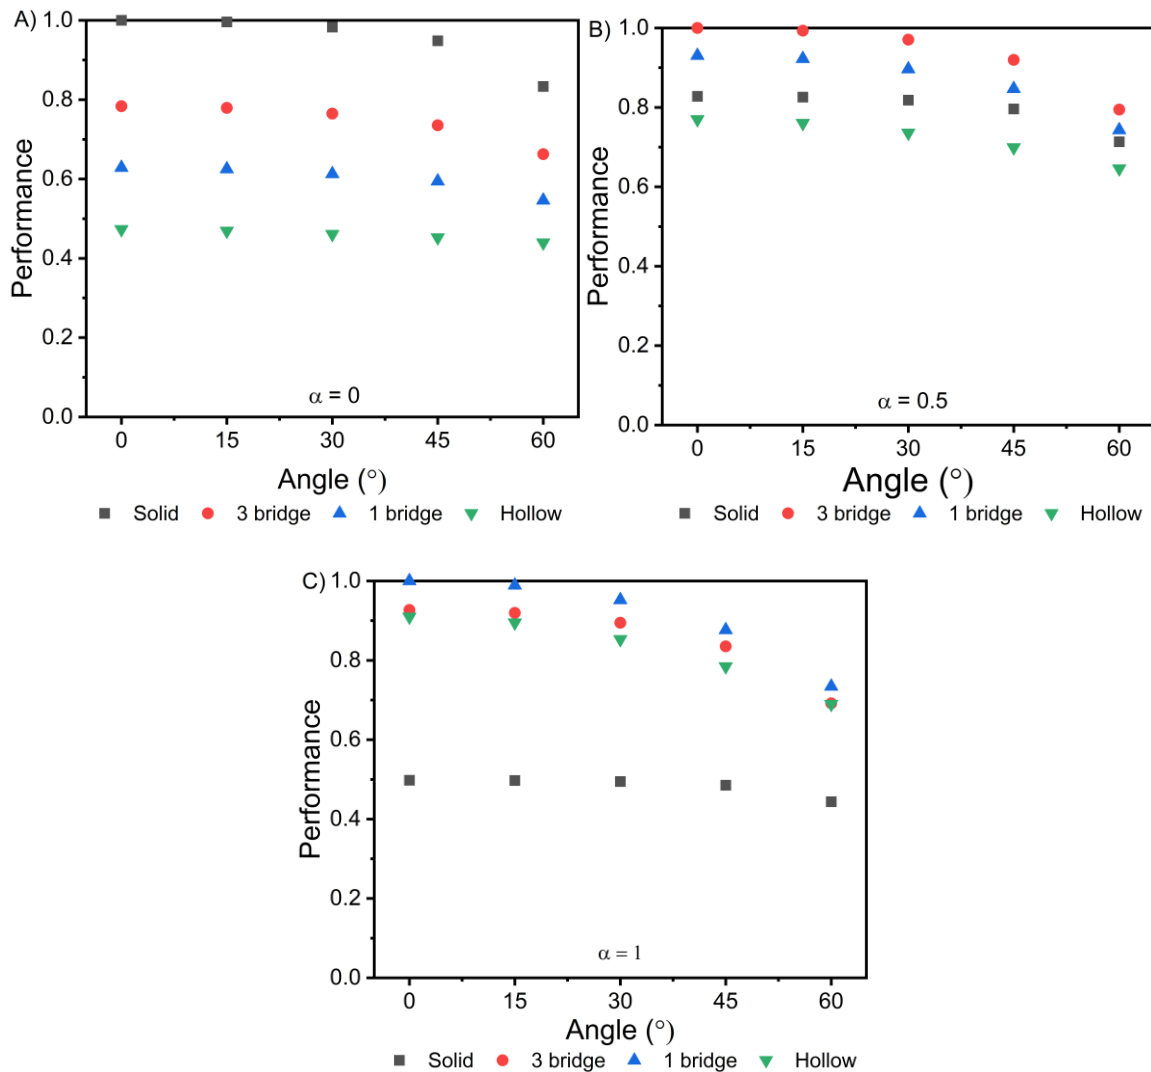 A)
Performance
1.0
0.8
0.6
0.4
0.2
0.0
α = 0
0 15 30 45 60
Angle (°)
Solid 3 bridge 1 bridge Hollow
B)
Performance
1.0
0.8
0.6
0.4
0.2
0.0
α = 0.5
0 15 30 45 60
Angle (°)
Solid 3 bridge 1 bridge Hollow
C)
Performance
1.0
0.8
0.6
0.4
0.2
0.0
α = 1
0 15 30 45 60
Angle (°)
Solid 3 bridge 1 bridge Hollow